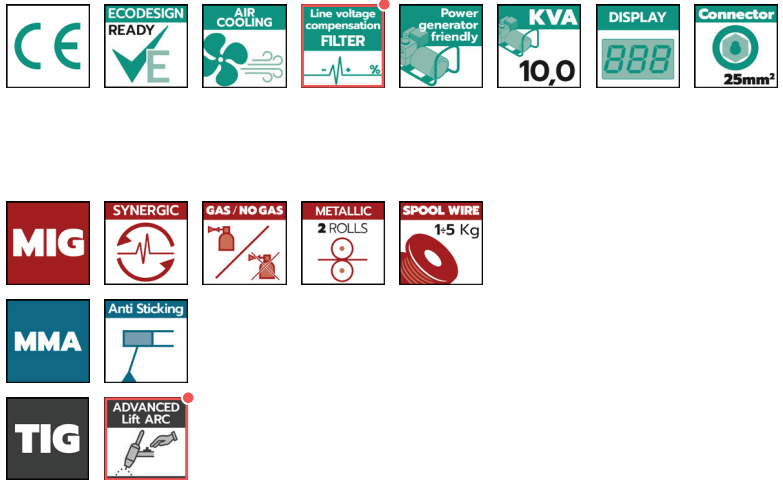 CE
ECODESIGN
READY
E
AIR
COOLING
Line voltage
compensation
FILTER
- + %
Power
generator
friendly
KVA
10,0
DISPLAY
888
Connector
25mm²
MIG
SYNERGIC
GAS / NO GAS
METALLIC
2 ROLLS
SPOOL WIRE
1÷5 Kg
MMA
Anti Sticking
TIG
ADVANCED
Lift ARC